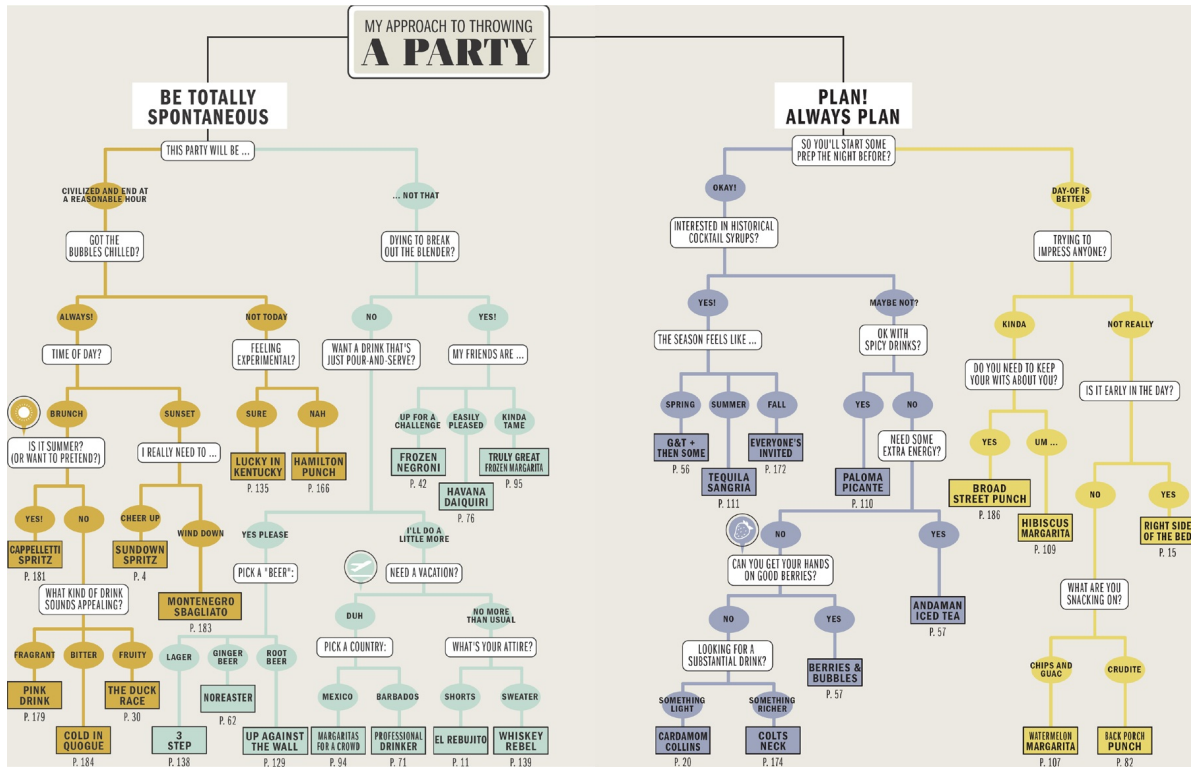 MY APPROACH TO THROWING
A PARTY
BE TOTALLY
SPONTANEOUS
THIS PARTY WILL BE ...
CIVILIZED AND END AT
A REASONABLE HOUR
... NOT THAT
GOT THE
BUBBLES CHILLED?
DYING TO BREAK
OUT THE BLENDER?
ALWAYS!
NOT TODAY
NO
YES!
TIME OF DAY?
FEELING
EXPERIMENTAL?
WANT A DRINK THAT'S
JUST POUR-AND-SERVE?
MY FRIENDS ARE ...
BRUNCH
SUNSET
SURE
NAH
UP FOR A
CHALLENGE
EASILY
PLEASED
KINDA
TAME
IS IT SUMMER?
(OR WANT TO PRETEND?)
I REALLY NEED TO ...
LUCKY IN
KENTUCKY
P. 135
HAMILTON
PUNCH
P. 166
FROZEN
NEGRONI
P. 42
HAVANA
DAIQUIRI
P. 76
TRULY GREAT
FROZEN MARGARITA
P. 95
YES!
NO
CHEER UP
WIND DOWN
YES PLEASE
I'LL DO A
LITTLE MORE
CAPPELLETTI
SPRITZ
P. 181
SUNDOWN
SPRITZ
P. 4
MONTENEGRO
SBAGLIATO
P. 183
PICK A "BEER":
NEED A VACATION?
WHAT KIND OF DRINK
SOUNDS APPEALING?
DUH
NO MORE
THAN USUAL
PICK A COUNTRY:
WHAT'S YOUR ATTIRE?
FRAGRANT
BITTER
FRUITY
LAGER
GINGER
BEER
ROOT
BEER
MEXICO
BARBADOS
SHORTS
SWEATER
PINK
DRINK
P. 179
COLD IN
QUOGUE
P. 184
THE DUCK
RACE
P. 30
3
STEP
P. 138
NOREASTER
P. 62
UP AGAINST
THE WALL
P. 129
MARGARITAS
FOR A CROWD
P. 94
PROFESSIONAL
DRINKER
P. 71
EL REBUJITO
P. 11
WHISKEY
REBEL
P. 139
PLAN!
ALWAYS PLAN
SO YOU'LL START SOME
PREP THE NIGHT BEFORE?
OKAY!
DAY-OF IS
BETTER
INTERESTED IN HISTORICAL
COCKTAIL SYRUPS?
TRYING TO
IMPRESS ANYONE?
YES!
MAYBE NOT?
KINDA
NOT REALLY
THE SEASON FEELS LIKE ...
OK WITH
SPICY DRINKS?
DO YOU NEED TO KEEP
YOUR WITS ABOUT YOU?
IS IT EARLY IN THE DAY?
SPRING
SUMMER
FALL
YES
NO
YES
UM ...
G&T +
THEN SOME
P. 56
TEQUILA
SANGRIA
P. 111
EVERYONE'S
INVITED
P. 172
PALOMA
PICANTE
P. 110
NEED SOME
EXTRA ENERGY?
BROAD
STREET PUNCH
P. 186
HIBISCUS
MARGARITA
P. 109
NO
YES
RIGHT SIDE
OF THE BED
P. 15
NO
YES
CAN YOU GET YOUR HANDS
ON GOOD BERRIES?
ANDAMAN
ICED TEA
P. 57
WHAT ARE YOU
SNACKING ON?
NO
YES
LOOKING FOR A
SUBSTANTIAL DRINK?
BERRIES &
BUBBLES
P. 57
CHIPS AND
GUAC
CRUDITE
SOMETHING
LIGHT
SOMETHING
RICHER
CARDAMOM
COLLINS
P. 20
COLTS
NECK
P. 174
WATERMELON
MARGARITA
P. 107
BACK PORCH
PUNCH
P. 82